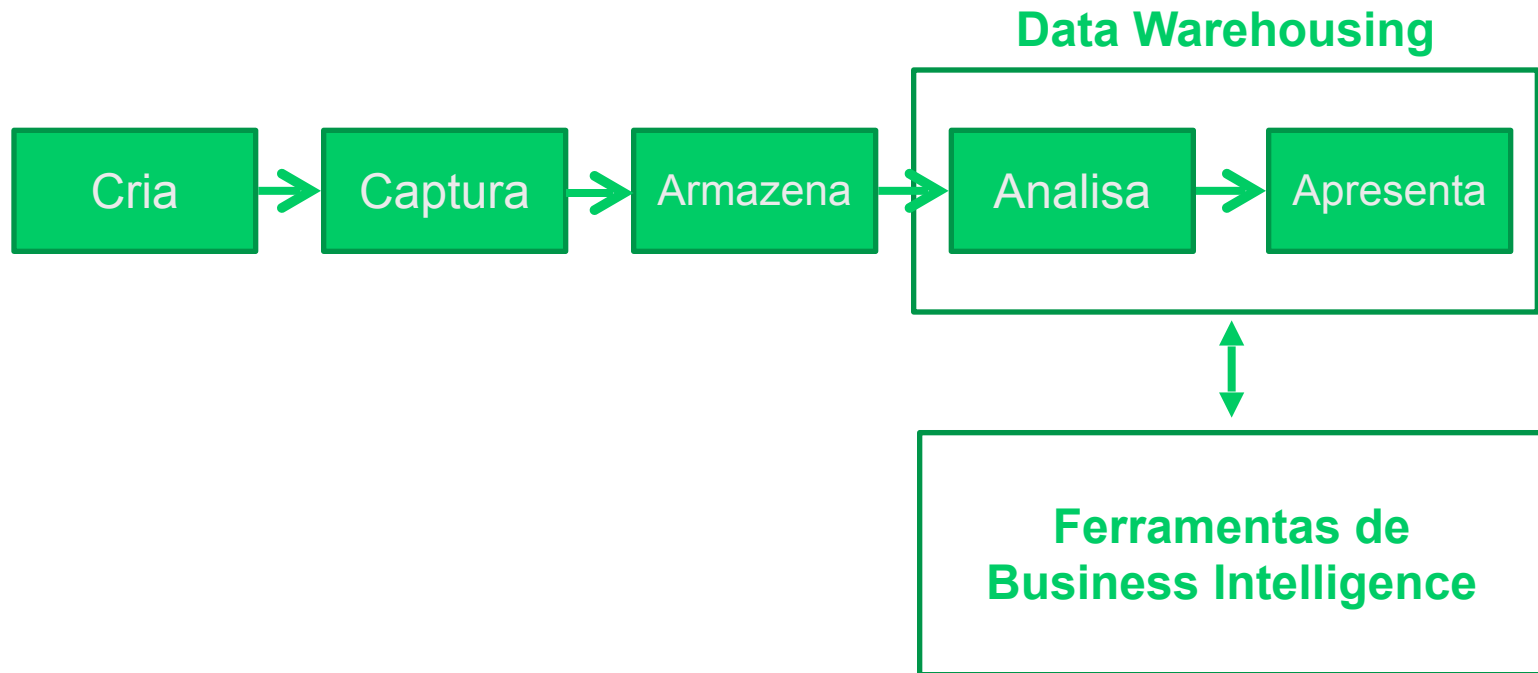 Data Warehousing
Cria
Captura
Armazena
Analisa
Apresenta
Ferramentas de
Business Intelligence